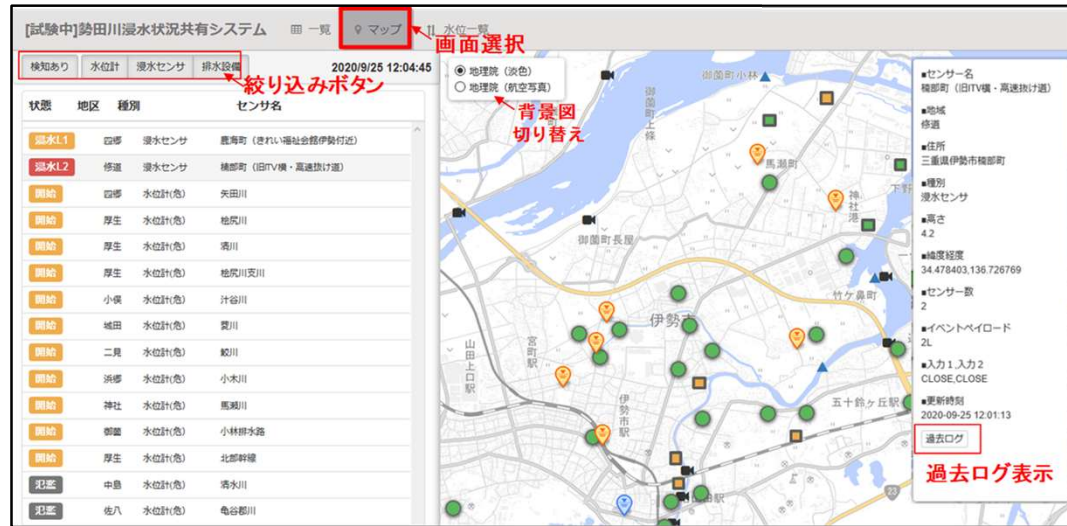 [試験中]勢田川浸水状況共有システム
一覧
マップ
水位一覧
画面選択
検知あり 水位計 浸水センサ 排水設備
2020/9/25 12:04:45
絞り込みボタン
状態 地区 種別 センサ名
浸水L1 四郷 浸水センサ 鹿海町（きれい福祉会館伊勢付近）
浸水L2 修道 浸水センサ 楠部町（旧ITV横・高速抜け道）
開始 四郷 水位計(危) 矢田川
開始 厚生 水位計(危) 桧尻川
開始 厚生 水位計(危) 清川
開始 厚生 水位計(危) 桧尻川支川
開始 小俣 水位計(危) 汁谷川
開始 城田 水位計(危)
開始 二見 水位計(危)
開始 浜郷 水位計(危) 小木川
開始 神社 水位計(危) 馬瀬川
開始 御薗 水位計(危) 小林排水路
開始 厚生 水位計(危) 北部幹線
氾濫 中島 水位計(危) 清水川
氾濫 佐八 水位計(危) 亀谷郡川
地理院（淡色）
地理院（航空写真）
背景図
切り替え
御薗町小林
御薗町上條
馬瀬町
神社港
下野
御薗町長屋
竹ケ鼻町
伊勢市
宮町駅
山田上口駅
伊勢市駅
五十鈴ヶ丘駅
23
■センサー名
楠部町（旧ITV横・高速抜け道）
■地域
修道
■住所
三重県伊勢市楠部町
■種別
浸水センサ
■高さ
4.2
■緯度経度
34.478403,136.726769
■センサー数
2
■イベントペイロード
2L
■入力1,入力2
CLOSE,CLOSE
■更新時刻
2020-09-25 12:01:13
過去ログ
過去ログ表示